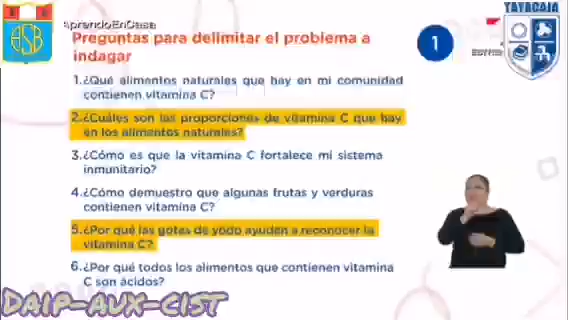 AprendoEnCasa
TAYACAJA
ASB
Preguntas para delimitar el problema a
indagar
1
1.¿Qué alimentos naturales que hay en mi comunidad
contienen vitamina C?
2.¿Cuáles son las proporciones de vitamina C que hay
en los alimentos naturales?
3.¿Cómo es que la vitamina C fortalece mi sistema
inmunitario?
4.¿Cómo demuestro que algunas frutas y verduras
contienen vitamina C?
5.¿Por qué las gotas de yodo ayuden a reconocer la
vitamina C?
6.¿Por qué todos los alimentos que contienen vitamina
C son ácidos?
DAIP-AUX-CIST